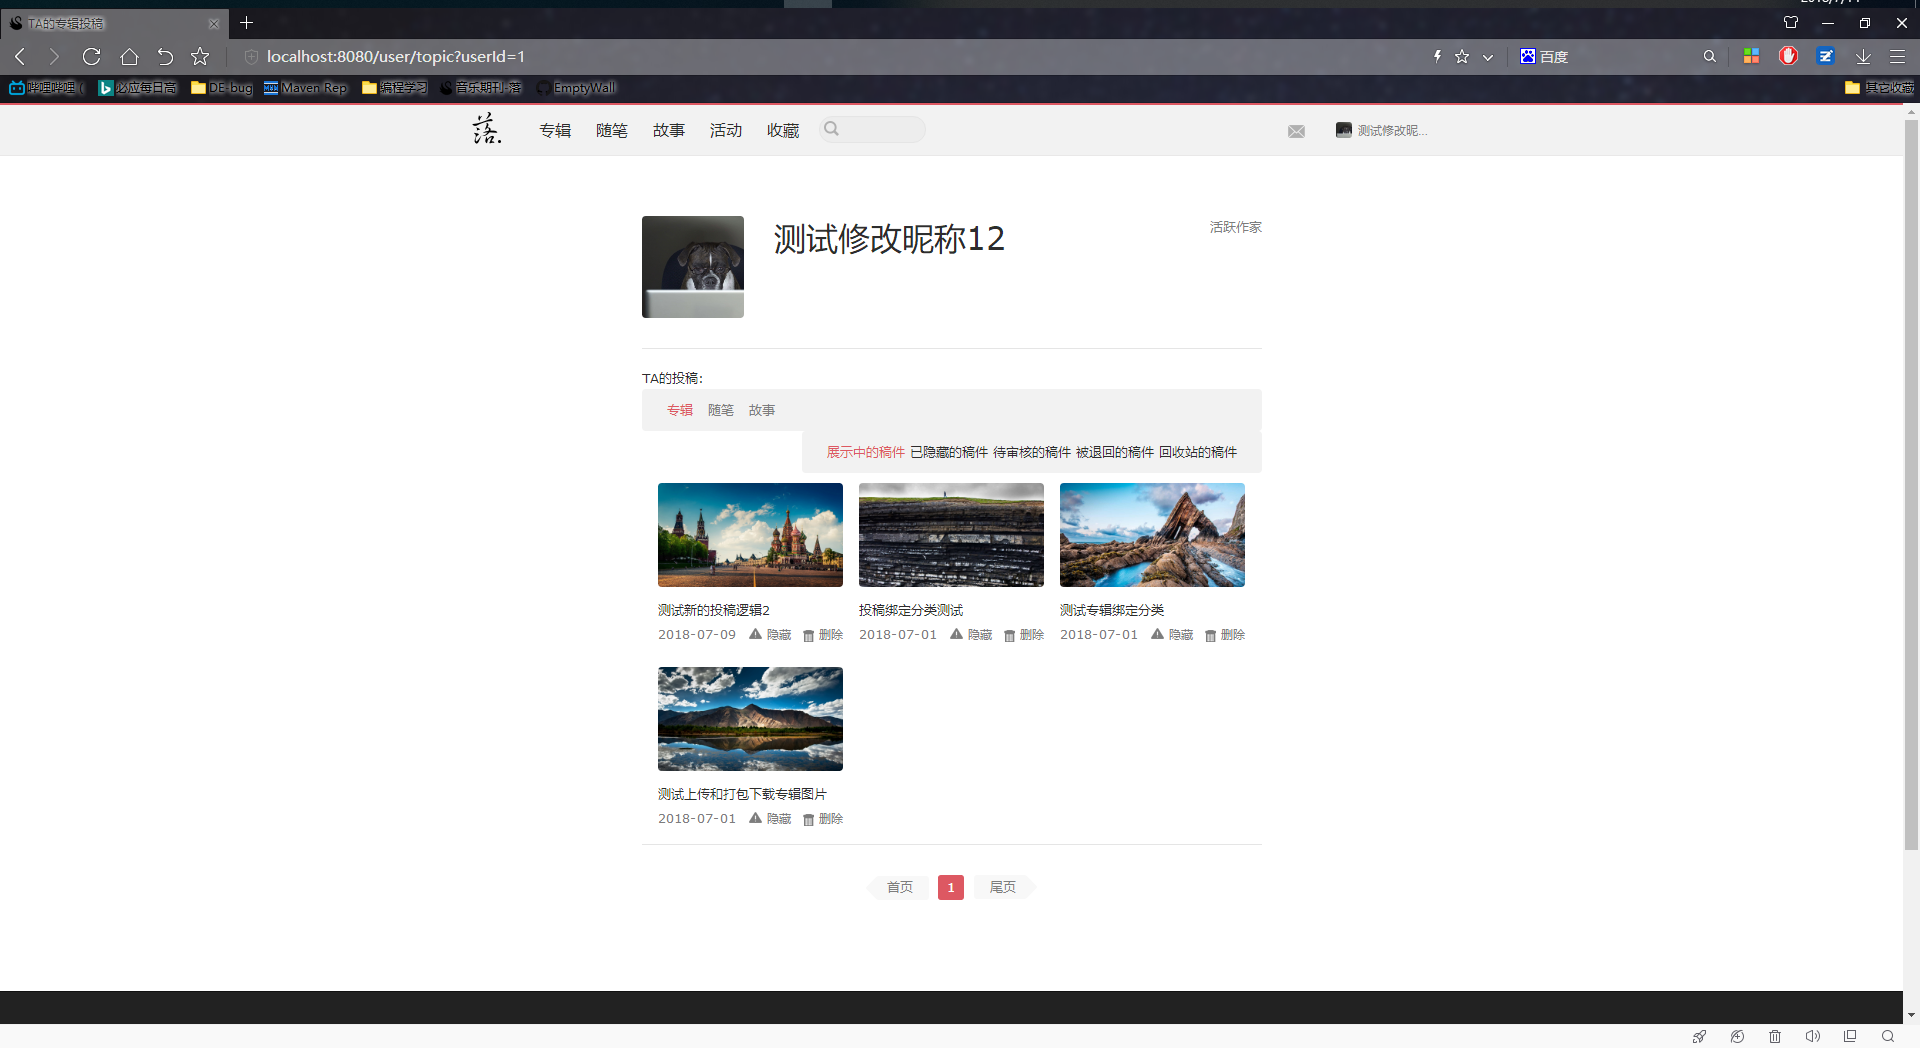 TA的专辑投稿
localhost:8080/user/topic?userId=1
百度
哔哩哔哩 (
必应每日高
DE-bug
Maven Rep
编程学习
音乐期刊-落
EmptyWall
其它收藏
落.
专辑 随笔 故事 活动 收藏
测试修改昵...
测试修改昵称12
活跃作家
TA的投稿:
专辑 随笔 故事
展示中的稿件 已隐藏的稿件 待审核的稿件 被退回的稿件 回收站的稿件
测试新的投稿逻辑2
2018-07-09 隐藏 删除
投稿绑定分类测试
2018-07-01 隐藏 删除
测试专辑绑定分类
2018-07-01 隐藏 删除
测试上传和打包下载专辑图片
2018-07-01 隐藏 删除
首页 1 尾页